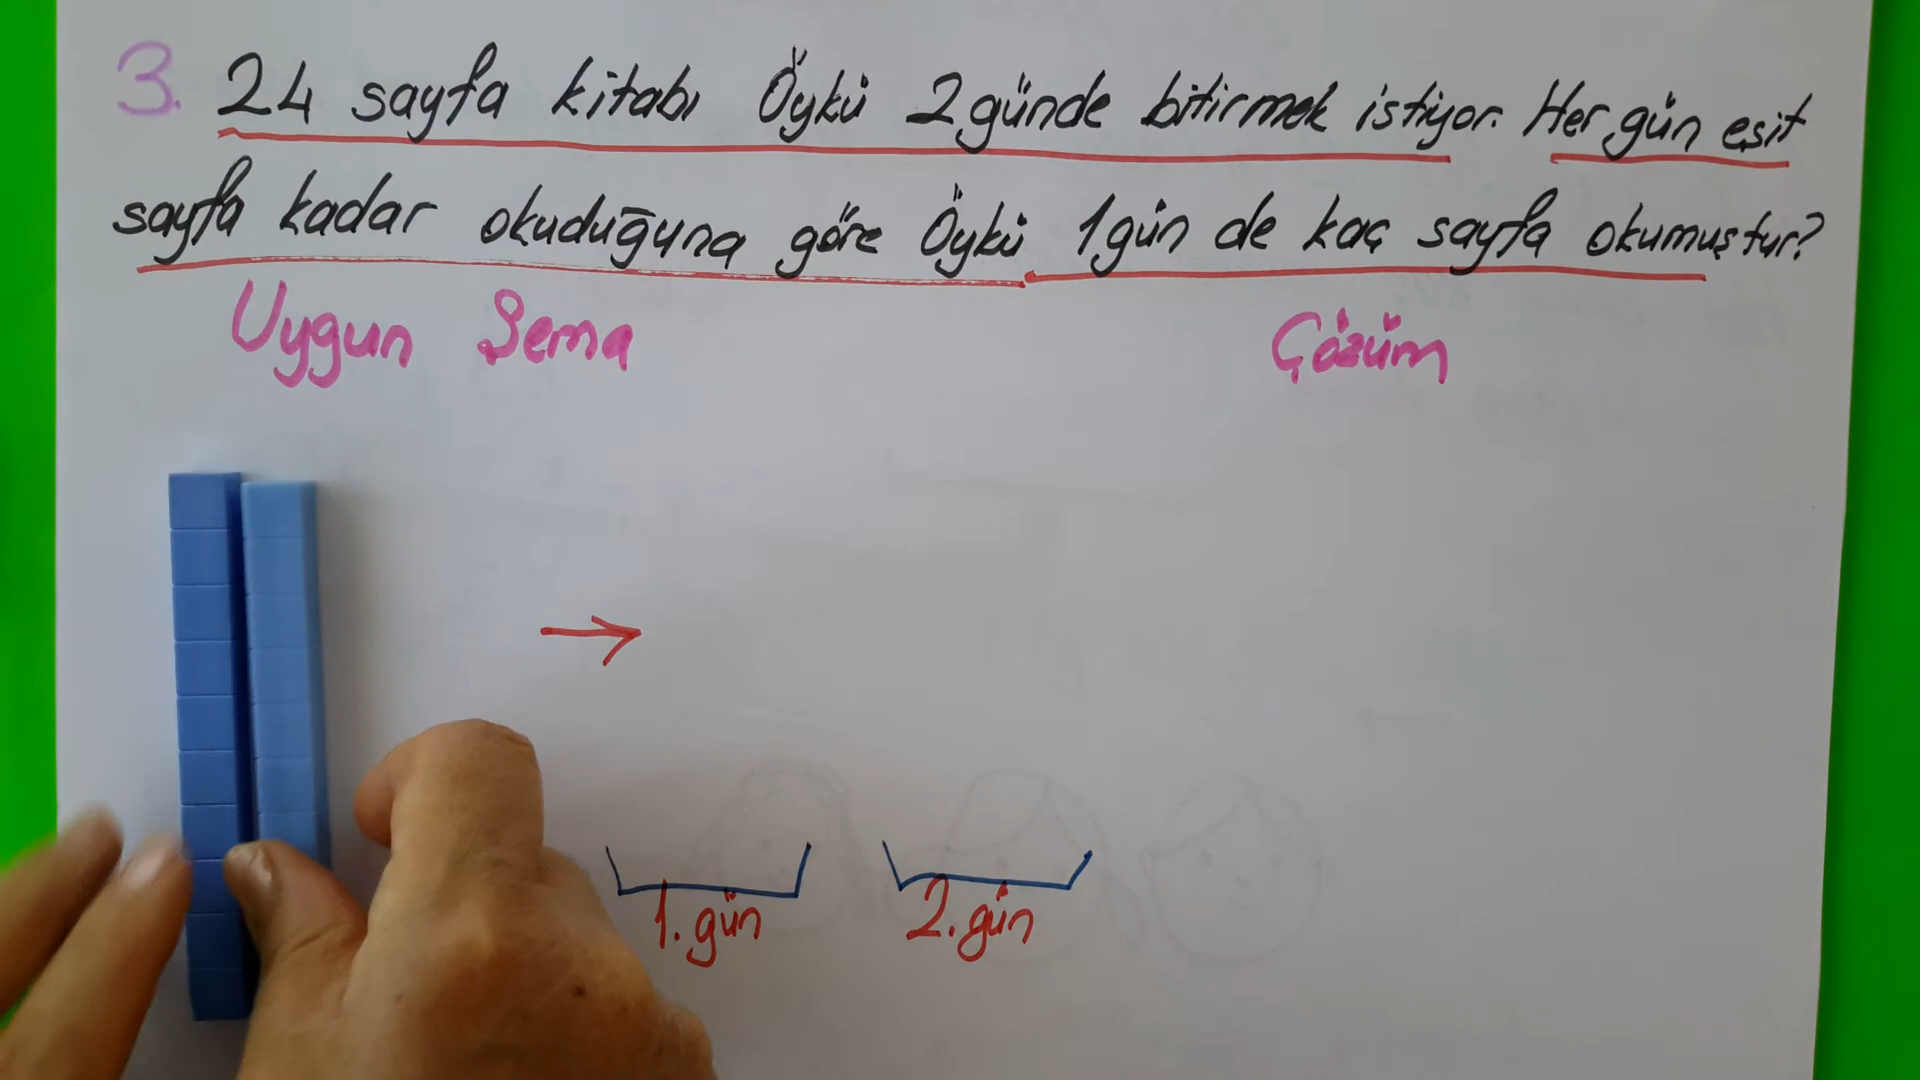 3. 24 sayfa kitabı Öykü 2 günde bitirmek istiyor. Her gün eşit
sayfa kadar okuduğuna göre Öykü 1 gün de kaç sayfa okumuştur?
Uygun Şema
Çözüm
1. gün
2. gün